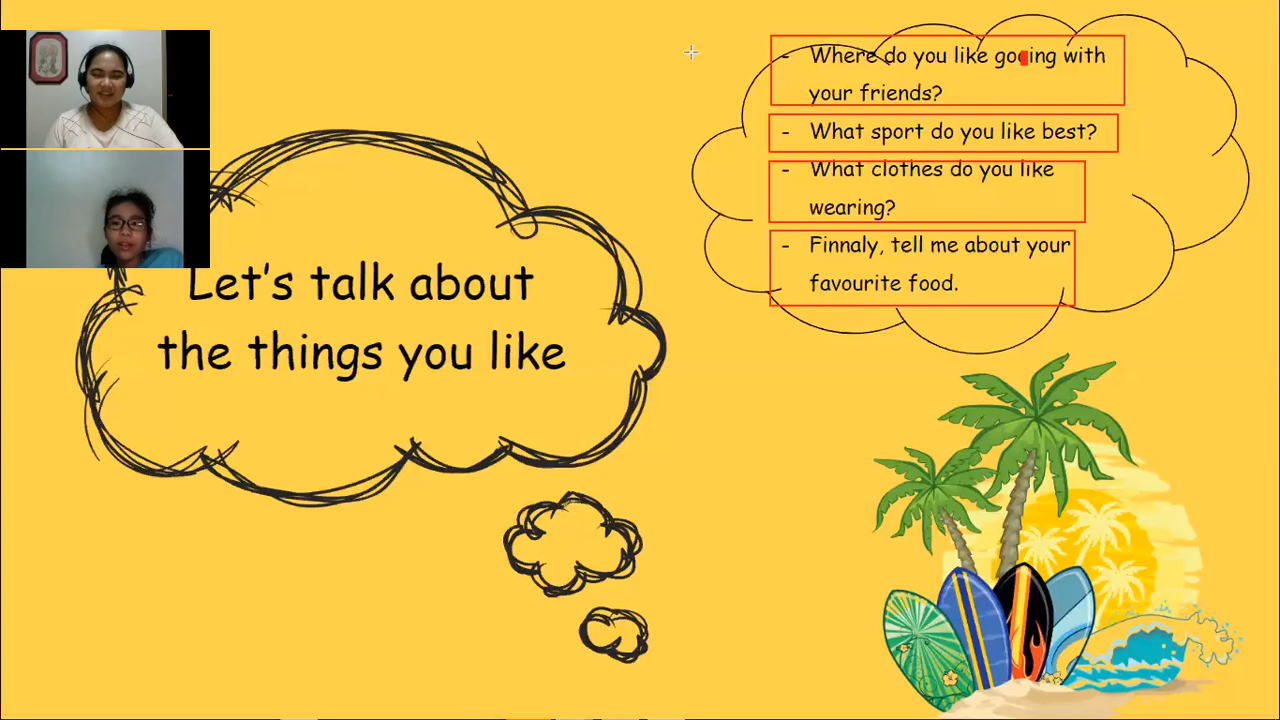 Let's talk about
the things you like
- Where do you like gooing with
your friends?
- What sport do you like best?
- What clothes do you like
wearing?
- Finnaly, tell me about your
favourite food.